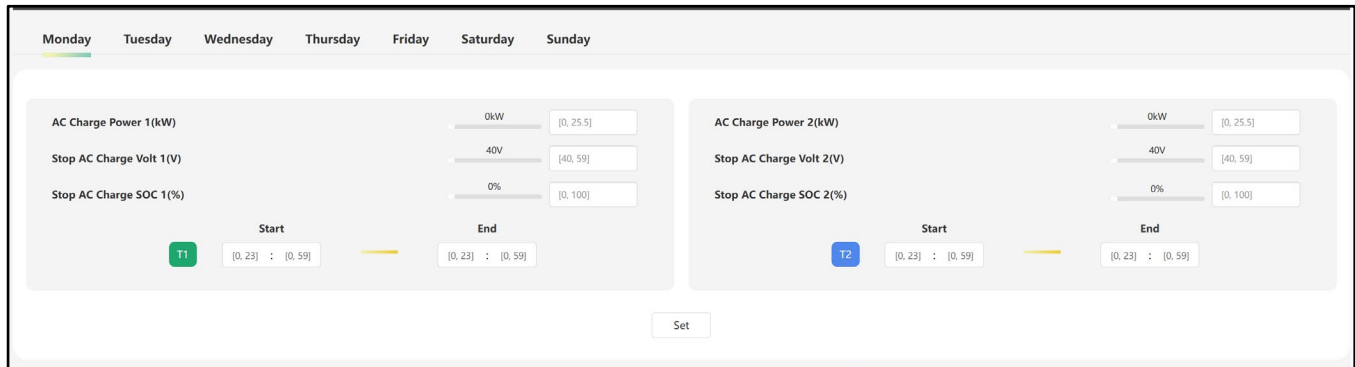 Monday Tuesday Wednesday Thursday Friday Saturday Sunday
AC Charge Power 1(kW) 0kW [0, 25.5]
Stop AC Charge Volt 1(V) 40V [40, 59]
Stop AC Charge SOC 1(%) 0% [0, 100]
Start End
T1 [0, 23] : [0, 59] [0, 23] : [0, 59]
AC Charge Power 2(kW) 0kW [0, 25.5]
Stop AC Charge Volt 2(V) 40V [40, 59]
Stop AC Charge SOC 2(%) 0% [0, 100]
Start End
T2 [0, 23] : [0, 59] [0, 23] : [0, 59]
Set